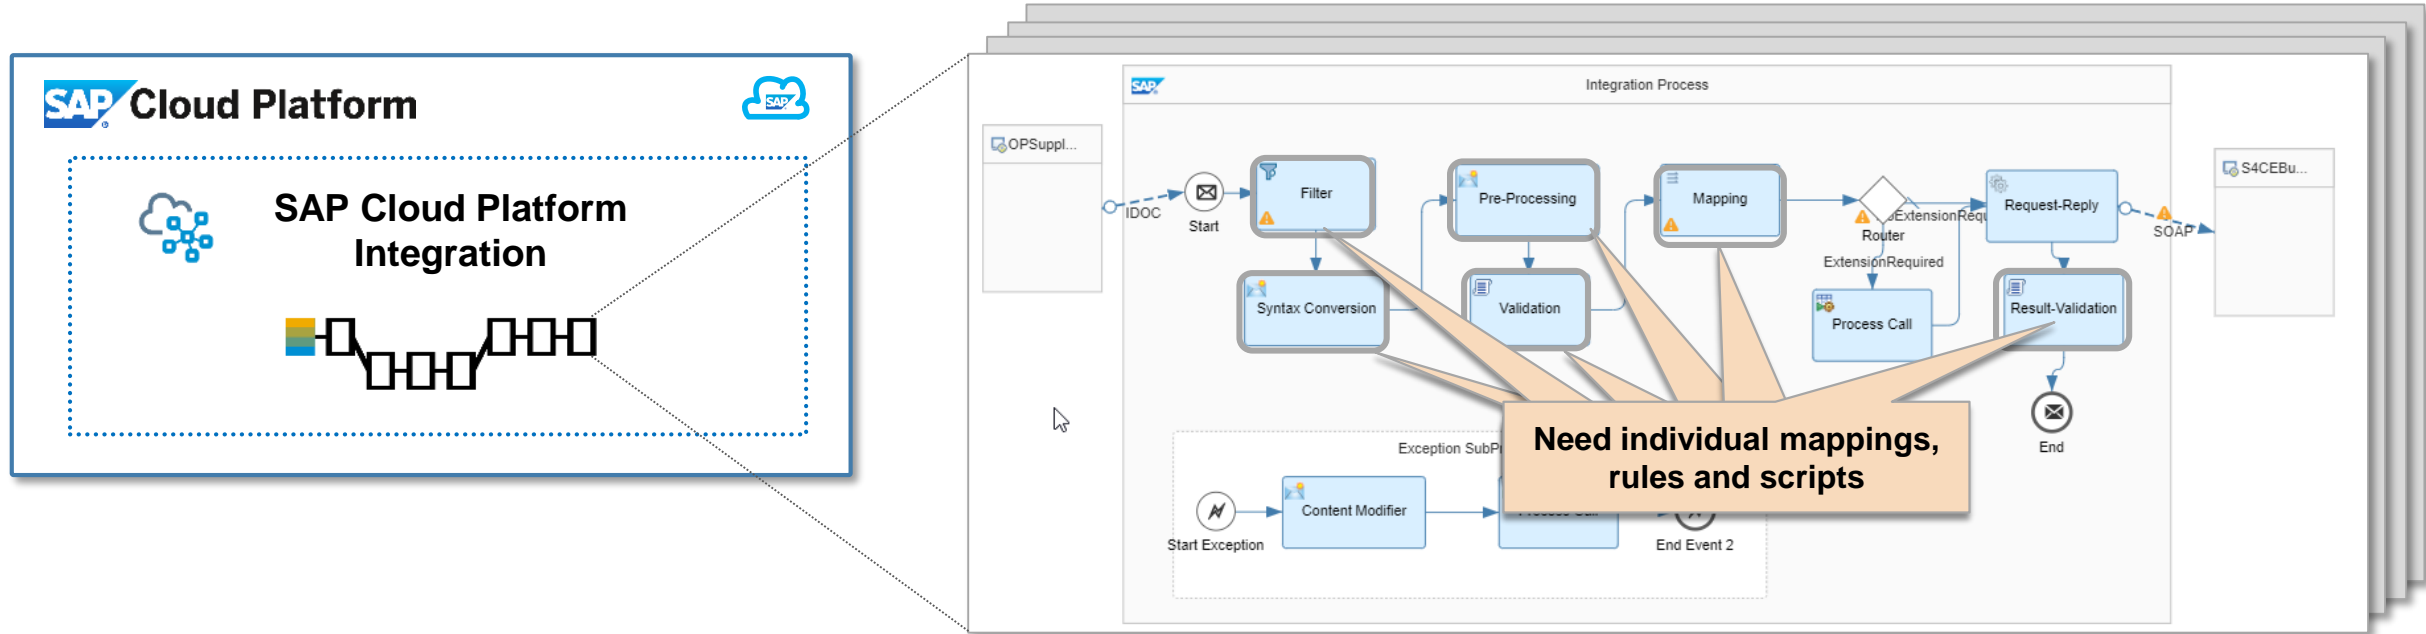 SAP Cloud Platform
SAP
SAP Cloud Platform
Integration
SAP
Integration Process
OPSuppl...
IDOC
Start
Filter
Syntax Conversion
Pre-Processing
Validation
Mapping
Router
ExtensionRequired
Process Call
Request-Reply
SOAP
Result-Validation
End
S4CEBu...
Need individual mappings,
rules and scripts
Exception SubP
Start Exception
Content Modifier
End Event 2